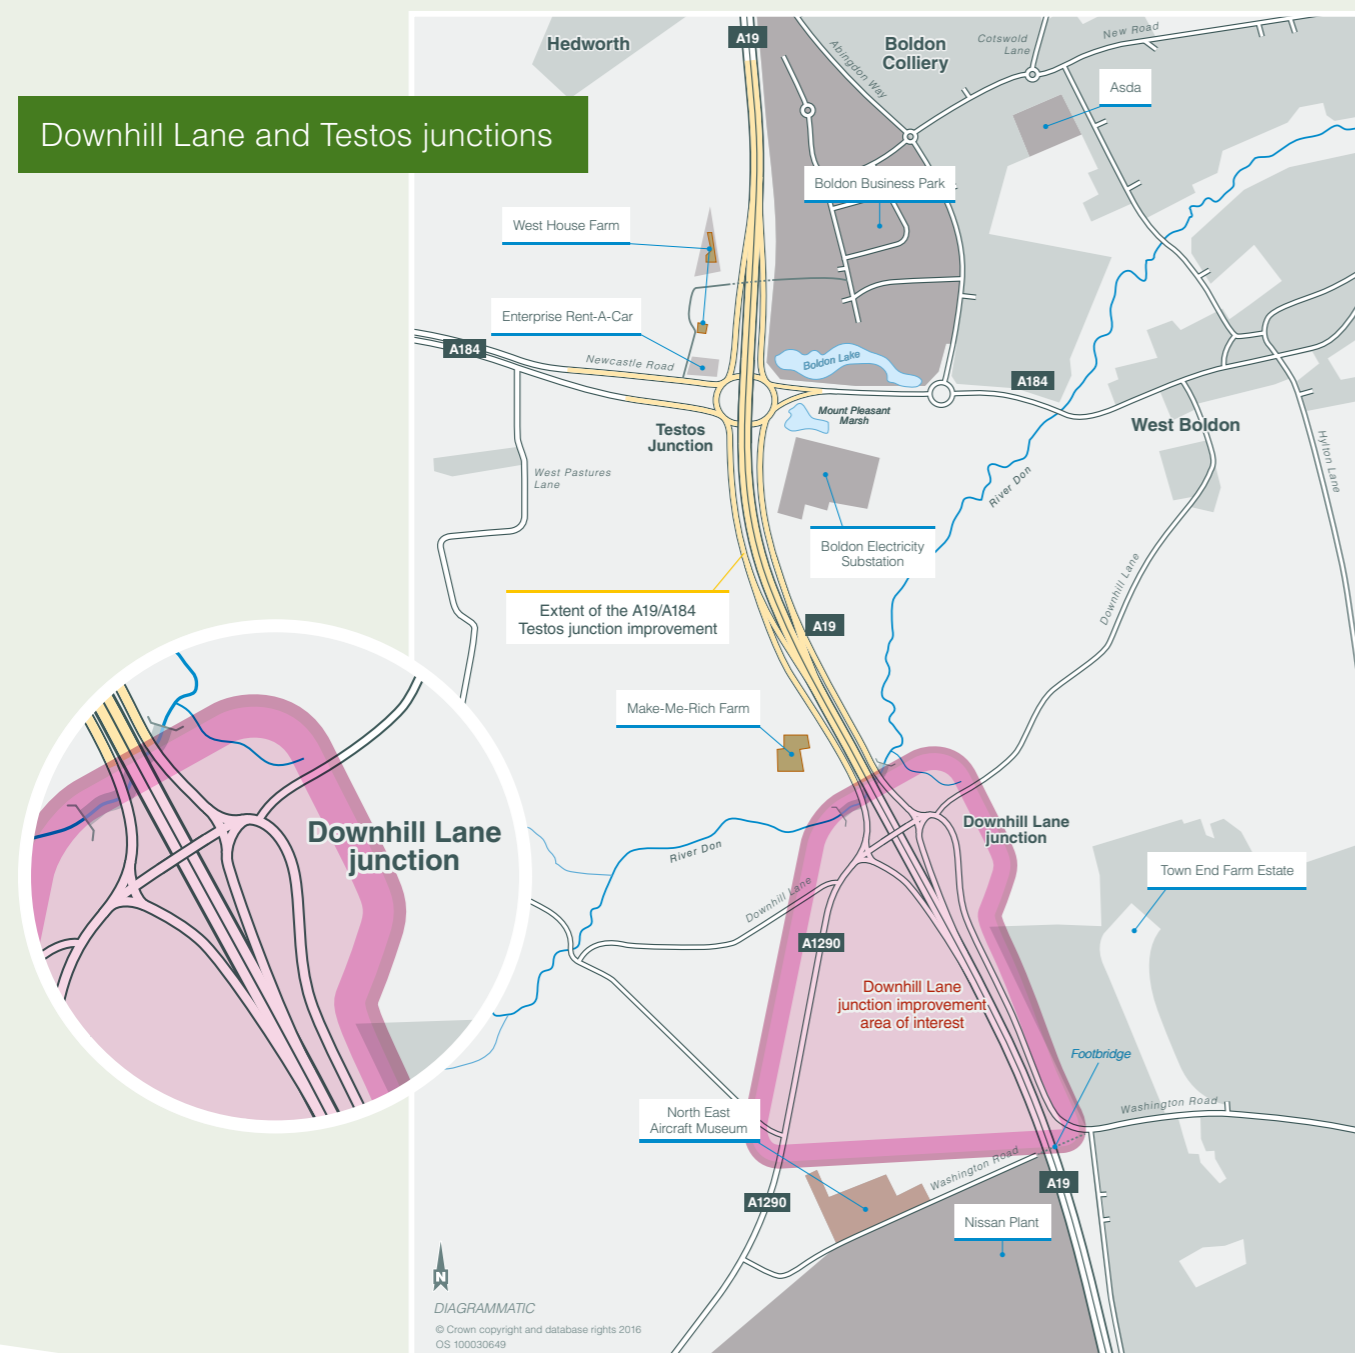 Downhill Lane and Testos junctions
Hedworth
A19
Abingdon Way
Boldon
Colliery
Cotswold
Lane
New Road
Asda
Boldon Business Park
West House Farm
Enterprise Rent-A-Car
A184
Newcastle Road
Boldon Lake
A184
Mount Pleasant
Marsh
Testos
Junction
West Boldon
Hylton Lane
West Pastures
Lane
River Don
Boldon Electricity
Substation
Downhill Lane
Extent of the A19/A184
Testos junction improvement
A19
Make-Me-Rich Farm
Downhill Lane
junction
Downhill Lane
junction
River Don
Town End Farm Estate
Downhill Lane
A1290
Downhill Lane
junction improvement
area of interest
Footbridge
Washington Road
North East
Aircraft Museum
Washington Road
A19
A1290
Nissan Plant
N
DIAGRAMMATIC
© Crown copyright and database rights 2016
OS 100030649